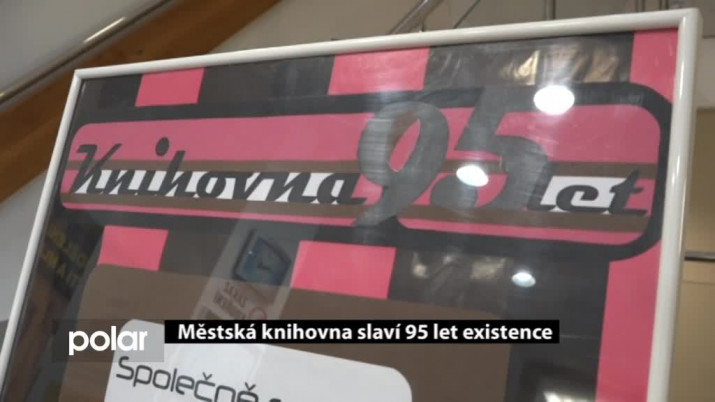 Knihovna 95 let
polar
Městská knihovna slaví 95 let existence
Společně